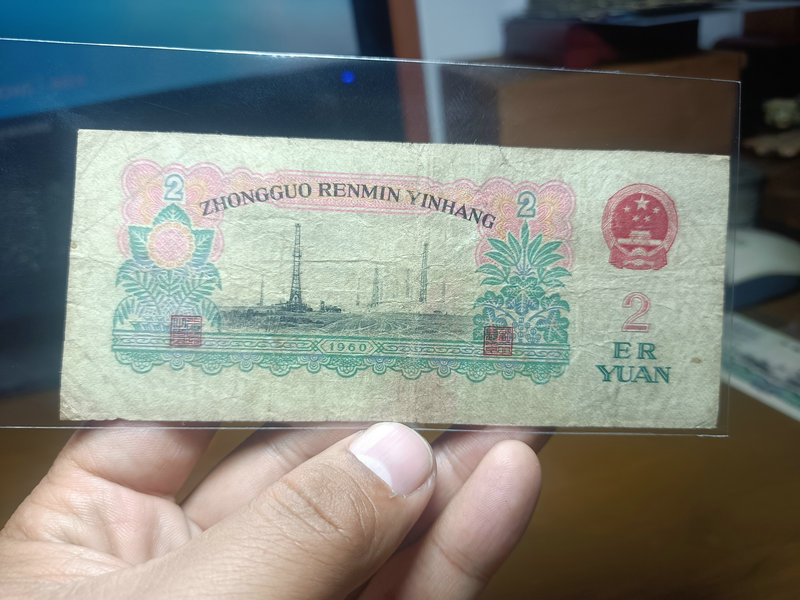 2
ZHONGGUO RENMIN YINHANG
2
1960
2
ER
YUAN